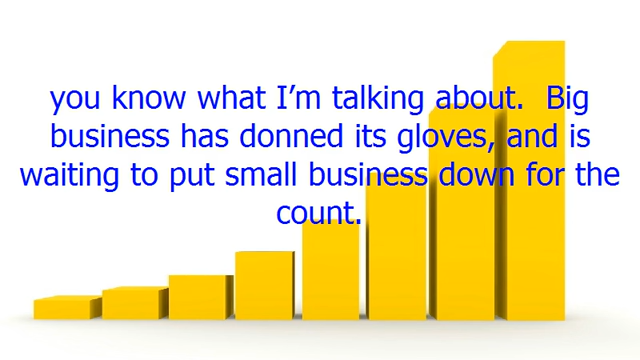 you know what I’m talking about.  Big
business has donned its gloves, and is
waiting to put small business down for the
count.